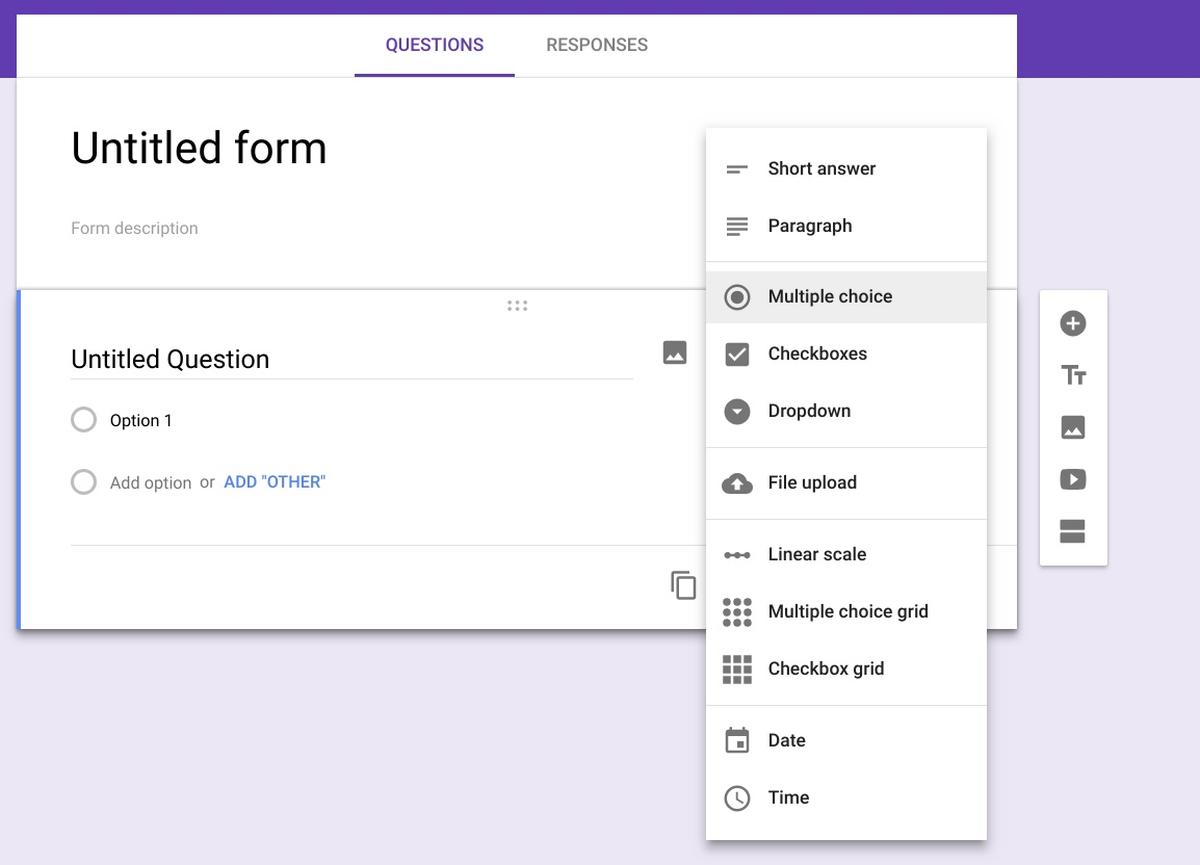 QUESTIONS RESPONSES
Untitled form
Form description
Untitled Question
Option 1
Add option or ADD "OTHER"
Short answer
Paragraph
Multiple choice
Checkboxes
Dropdown
File upload
Linear scale
Multiple choice grid
Checkbox grid
Date
Time
Tт